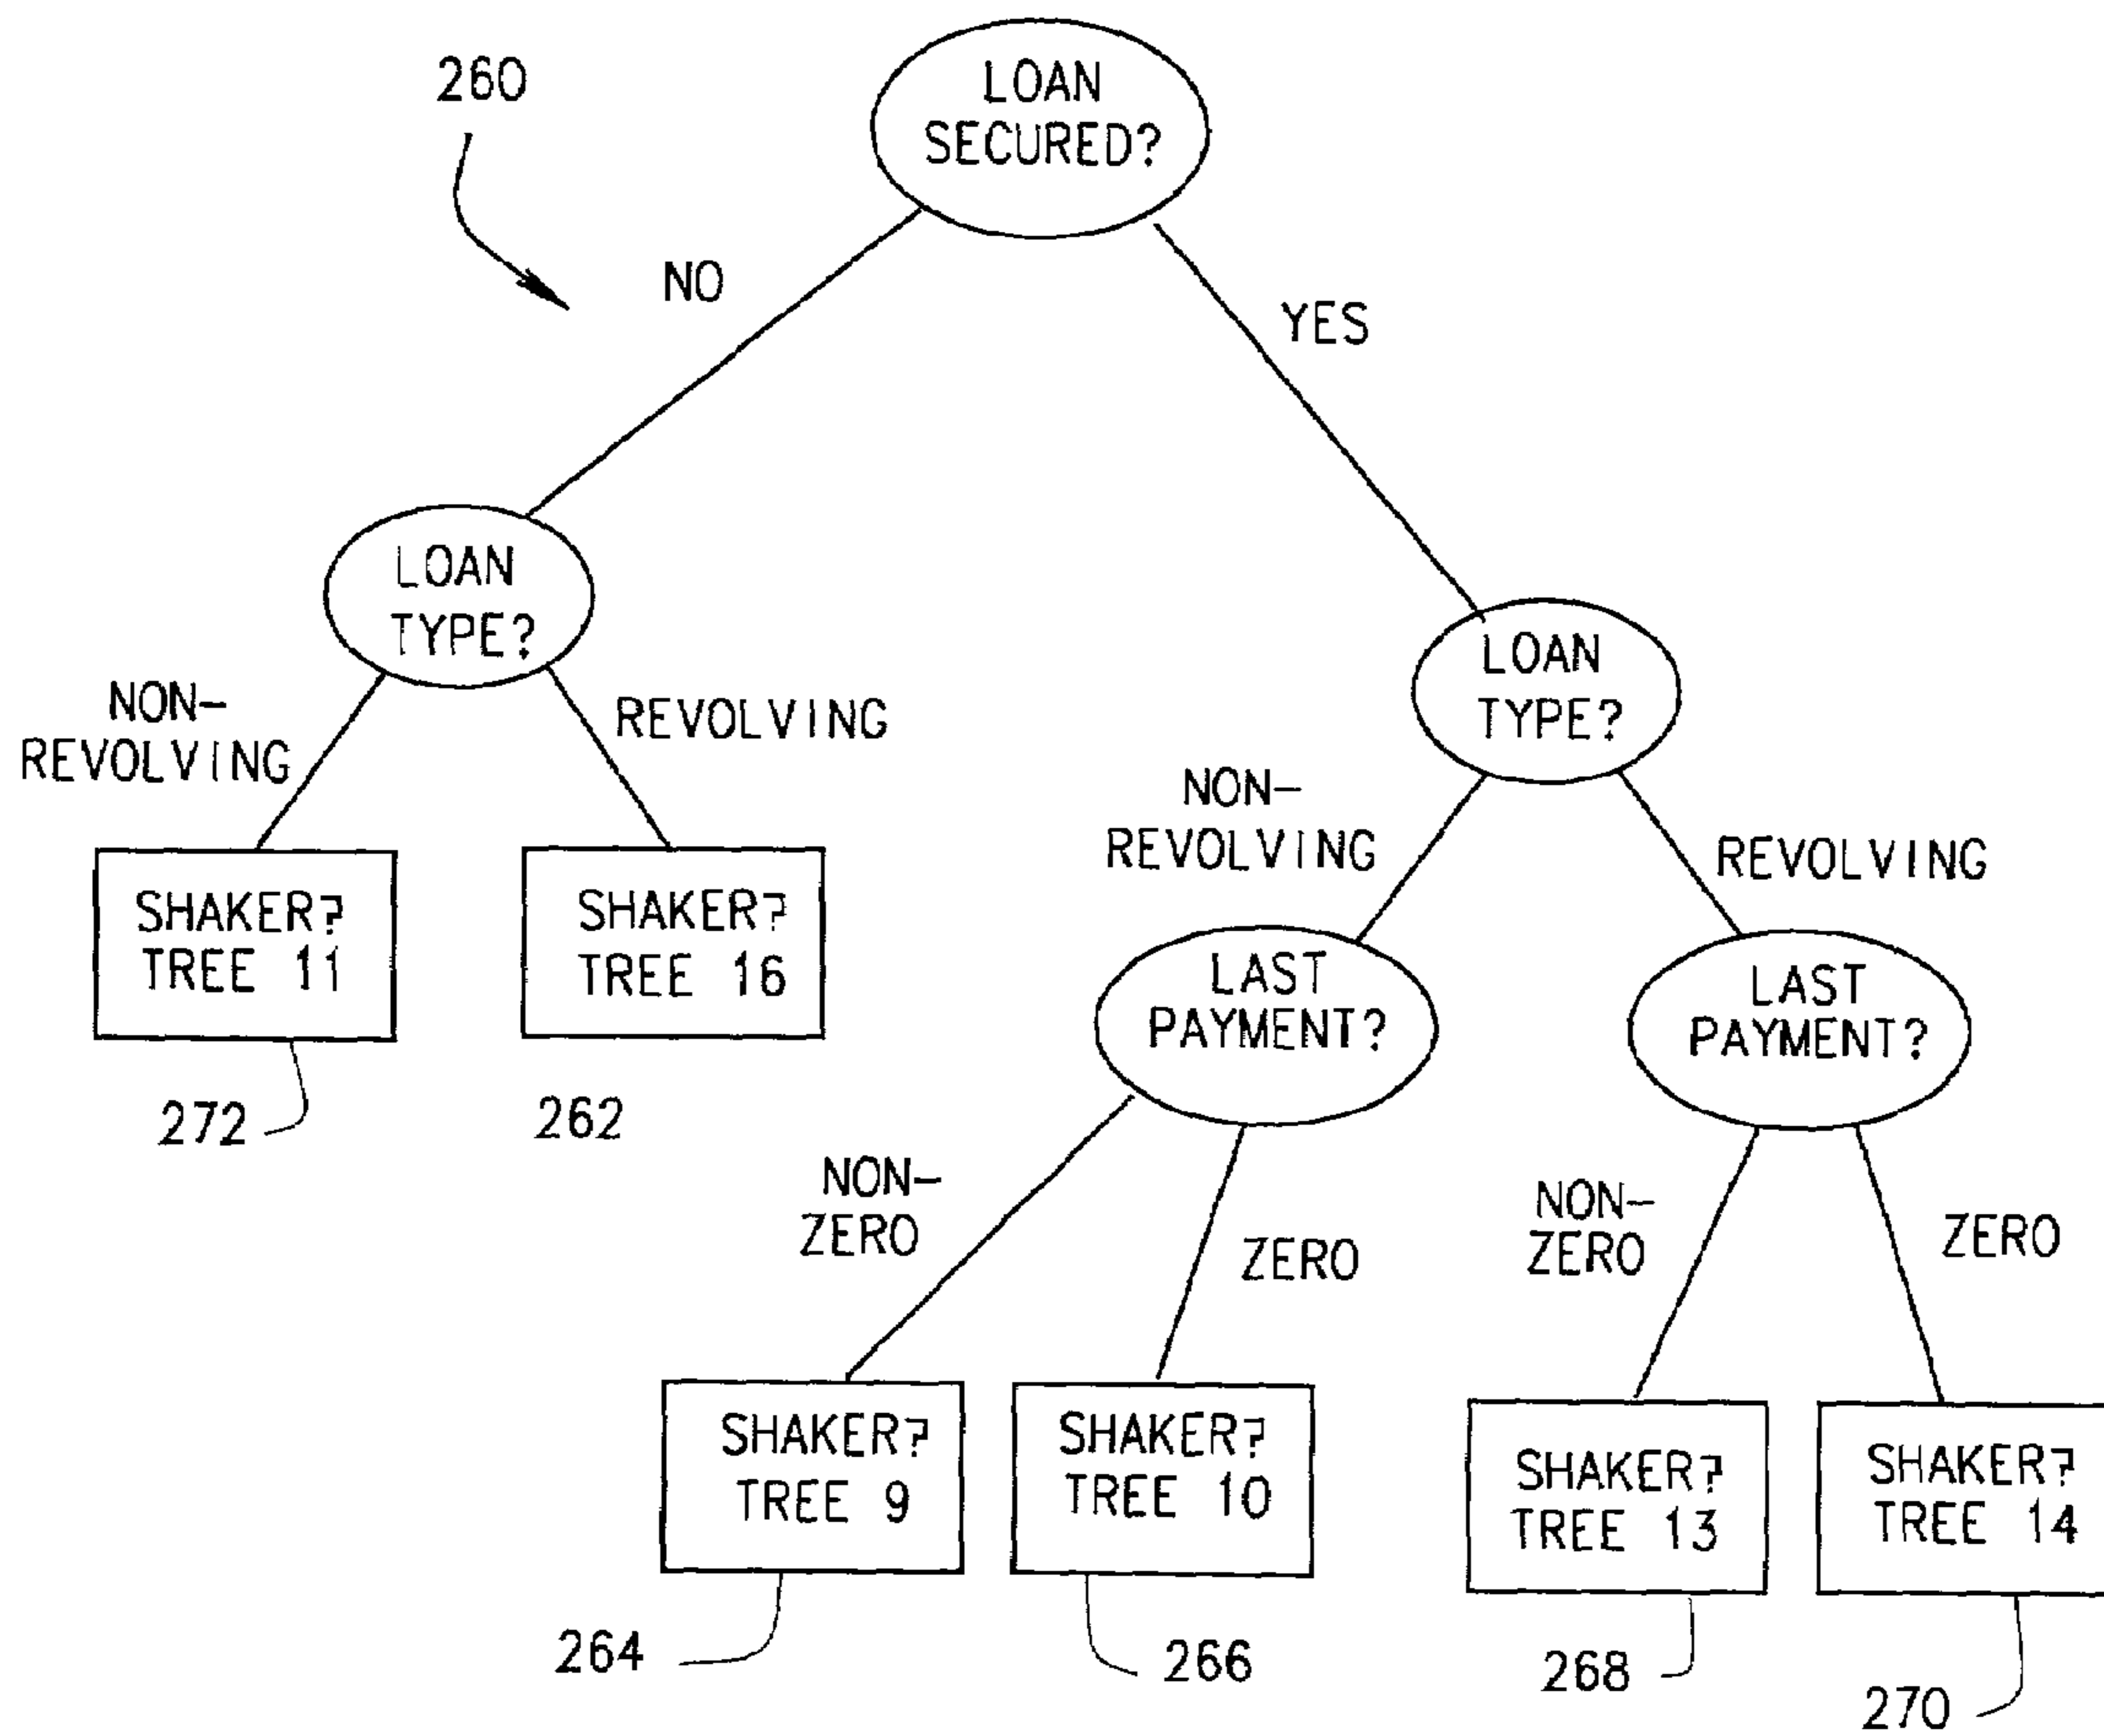 260
LOAN
SECURED?
NO
YES
LOAN
TYPE?
LOAN
TYPE?
NON-
REVOLVING
REVOLVING
NON-
REVOLVING
REVOLVING
SHAKER?
TREE 11
SHAKER?
TREE 16
LAST
PAYMENT?
LAST
PAYMENT?
272
262
NON-
ZERO
ZERO
NON-
ZERO
ZERO
SHAKER?
TREE 9
SHAKER?
TREE 10
SHAKER?
TREE 13
SHAKER?
TREE 14
264
266
268
270